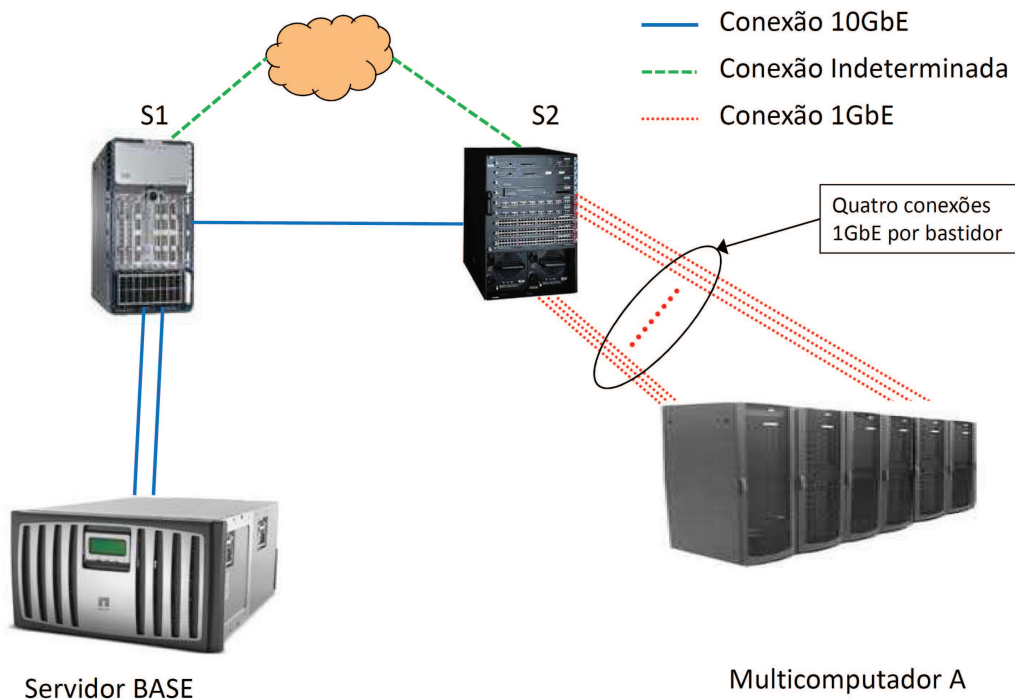 Conexão 10GbE
Conexão Indeterminada
Conexão 1GbE
S1
S2
Quatro conexões
1GbE por bastidor
Servidor BASE
Multicomputador A